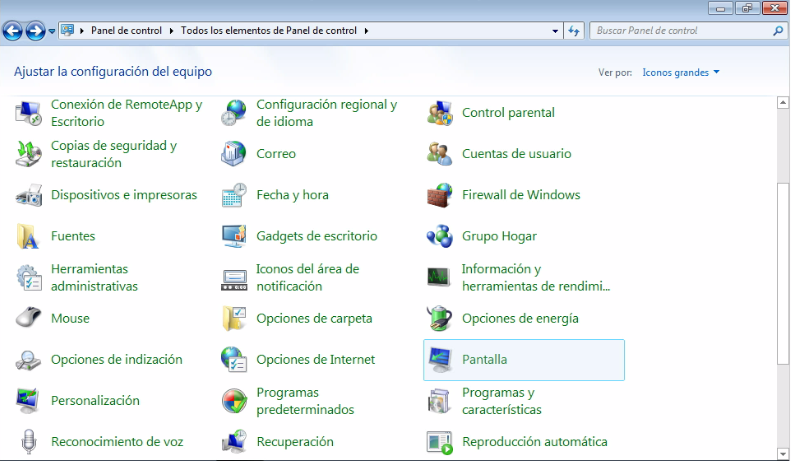 Panel de control
Todos los elementos de Panel de control
Buscar Panel de control
Ajustar la configuración del equipo
Ver por:
Iconos grandes
Conexión de RemoteApp y
Escritorio
Configuración regional y
de idioma
Control parental
Copias de seguridad y
restauración
Correo
Cuentas de usuario
Dispositivos e impresoras
Fecha y hora
Firewall de Windows
Fuentes
Gadgets de escritorio
Grupo Hogar
Herramientas
administrativas
Iconos del área de
notificación
Información y
herramientas de rendimi...
Mouse
Opciones de carpeta
Opciones de energía
Opciones de indización
Opciones de Internet
Pantalla
Personalización
Programas
predeterminados
Programas y
características
Reconocimiento de voz
Recuperación
Reproducción automática